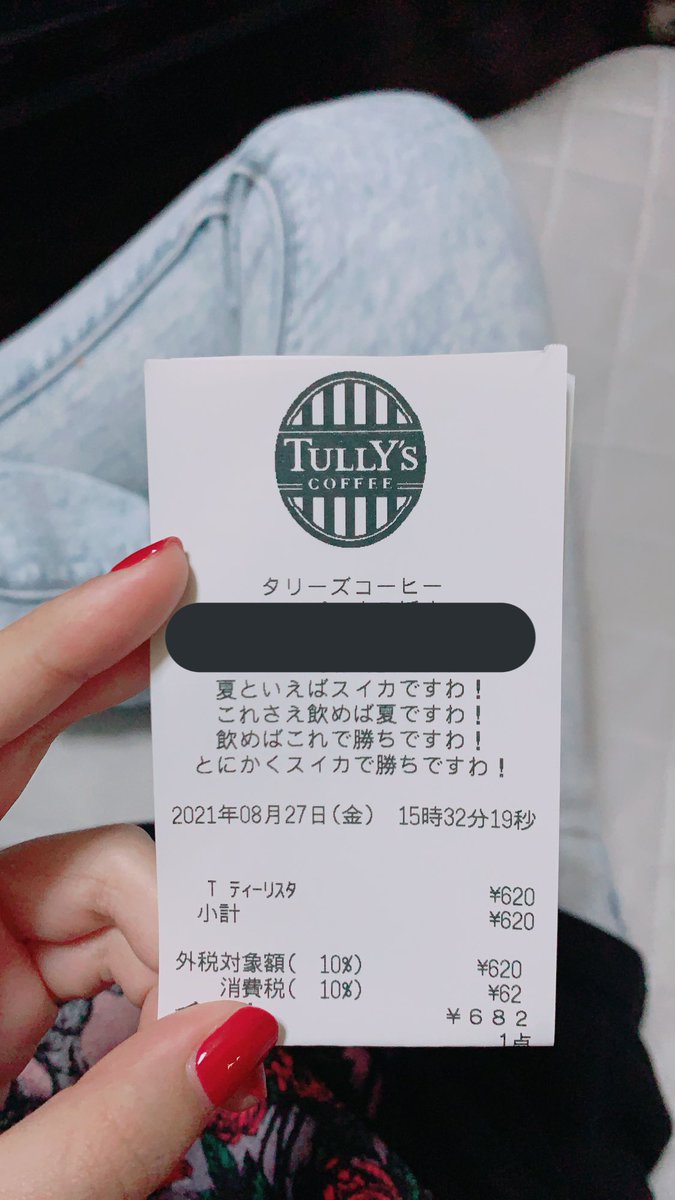 TULLY'S
COFFEE
タリーズコーヒー
夏といえばスイカですわ!
これさえ飲めば夏ですわ!
飲めばこれで勝ちですわ!
とにかくスイカで勝ちですわ!
2021年08月27日(金) 15時32分19秒
T ティーリスタ ¥620
小計 ¥620
外税対象額( 10%) ¥620
消費税( 10%) ¥62
¥682
1点